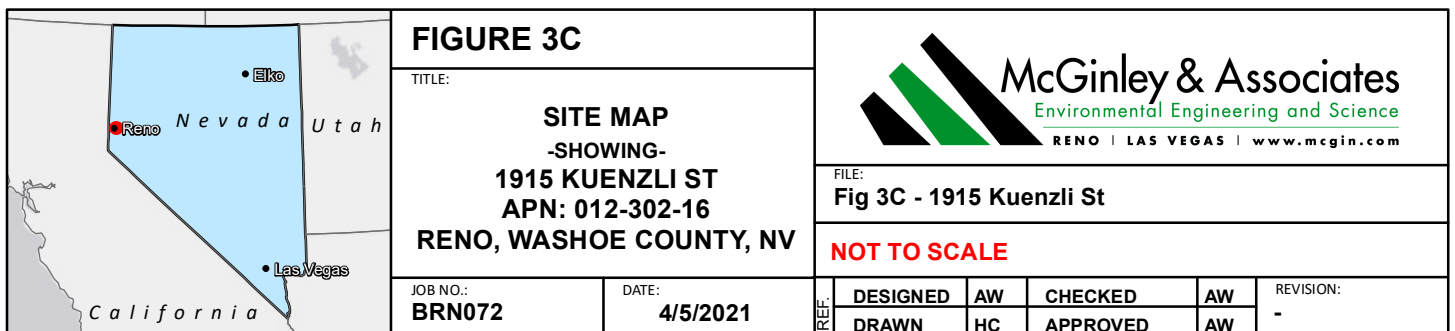 Elko
Reno
Nevada
Utah
Las Vegas
California
FIGURE 3C
TITLE:
SITE MAP
-SHOWING-
1915 KUENZLI ST
APN: 012-302-16
RENO, WASHOE COUNTY, NV
JOB NO.:
BRN072
DATE:
4/5/2021
McGinley & Associates
Environmental Engineering and Science
RENO | LAS VEGAS | www.mcgin.com
FILE:
Fig 3C - 1915 Kuenzli St
NOT TO SCALE
REF.
DESIGNED AW CHECKED AW
DRAWN HC APPROVED AW
REVISION:
-